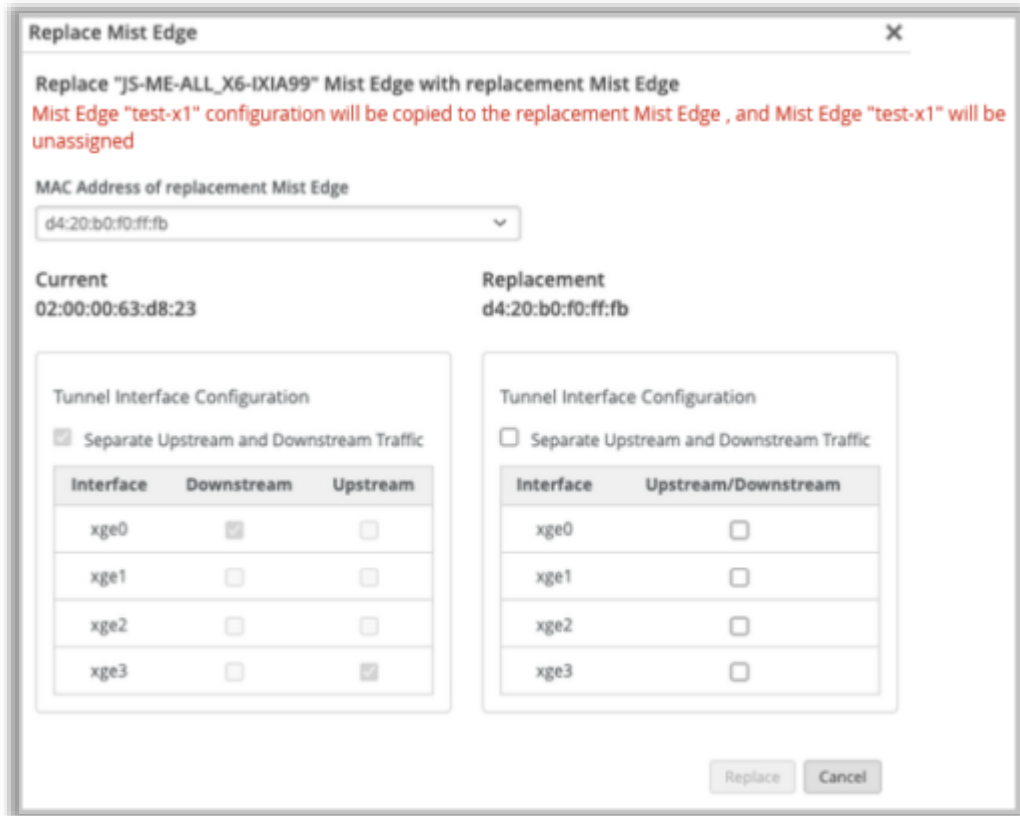 Replace Mist Edge
Replace "JS-ME-ALL_X6-IXIA99" Mist Edge with replacement Mist Edge
Mist Edge "test-x1" configuration will be copied to the replacement Mist Edge , and Mist Edge "test-x1" will be
unassigned
MAC Address of replacement Mist Edge
d4:20:b0:f0:ff:fb
Current
02:00:00:63:d8:23
Replacement
d4:20:b0:f0:ff:fb
Tunnel Interface Configuration
Separate Upstream and Downstream Traffic
Interface Downstream Upstream
xge0
xge1
xge2
xge3
Tunnel Interface Configuration
Separate Upstream and Downstream Traffic
Interface Upstream/Downstream
xge0
xge1
xge2
xge3
Replace Cancel